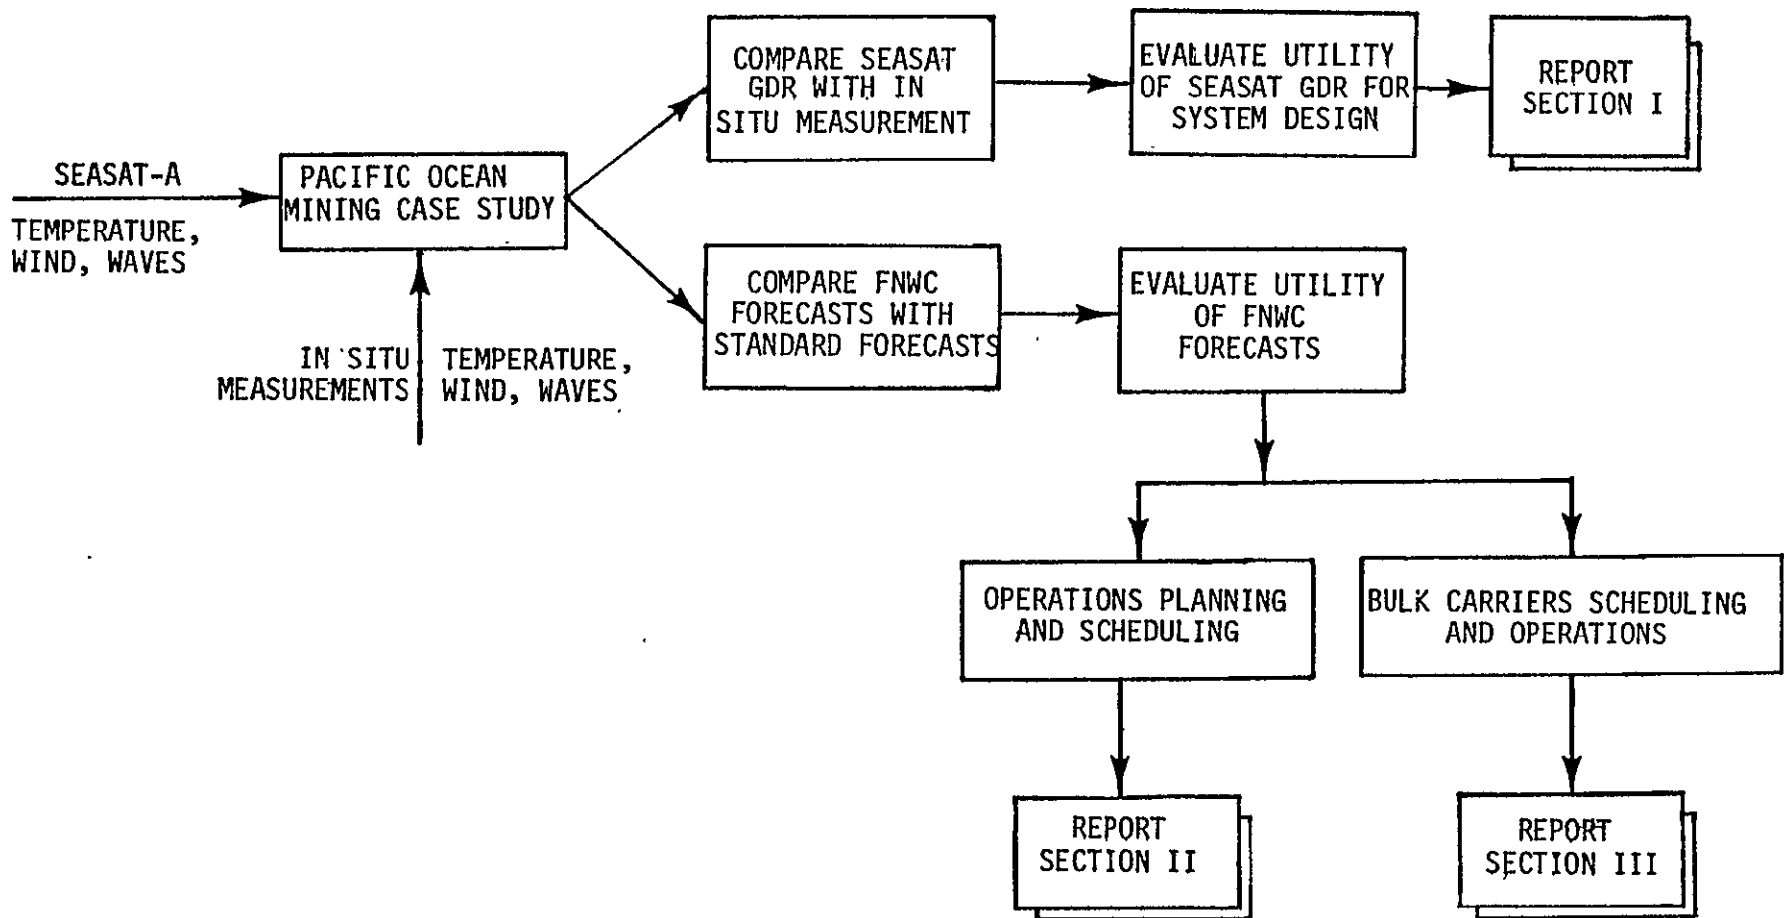 COMPARE SEASAT
GDR WITH IN
SITU MEASUREMENT
EVALUATE UTILITY
OF SEASAT GDR FOR
SYSTEM DESIGN
REPORT
SECTION I
SEASAT-A
TEMPERATURE,
WIND, WAVES
PACIFIC OCEAN
MINING CASE STUDY
IN SITU
MEASUREMENTS
TEMPERATURE,
WIND, WAVES
COMPARE FNWC
FORECASTS WITH
STANDARD FORECASTS
EVALUATE UTILITY
OF FNWC
FORECASTS
OPERATIONS PLANNING
AND SCHEDULING
BULK CARRIERS SCHEDULING
AND OPERATIONS
REPORT
SECTION II
REPORT
SECTION III